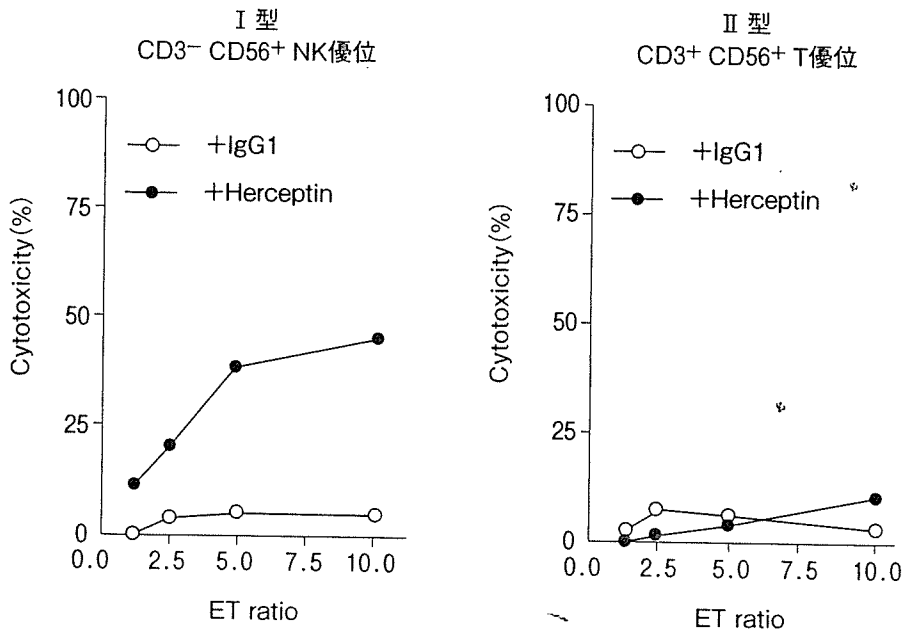 I 型
CD3− CD56+ NK優位
100
75
50
25
0
Cytotoxicity(%)
+IgG1
+Herceptin
0.0 2.5 5.0 7.5 10.0
ET ratio
II 型
CD3+ CD56+ T優位
100
75
50
25
0
Cytotoxicity(%)
+IgG1
+Herceptin
0.0 2.5 5.0 7.5 10.0
ET ratio